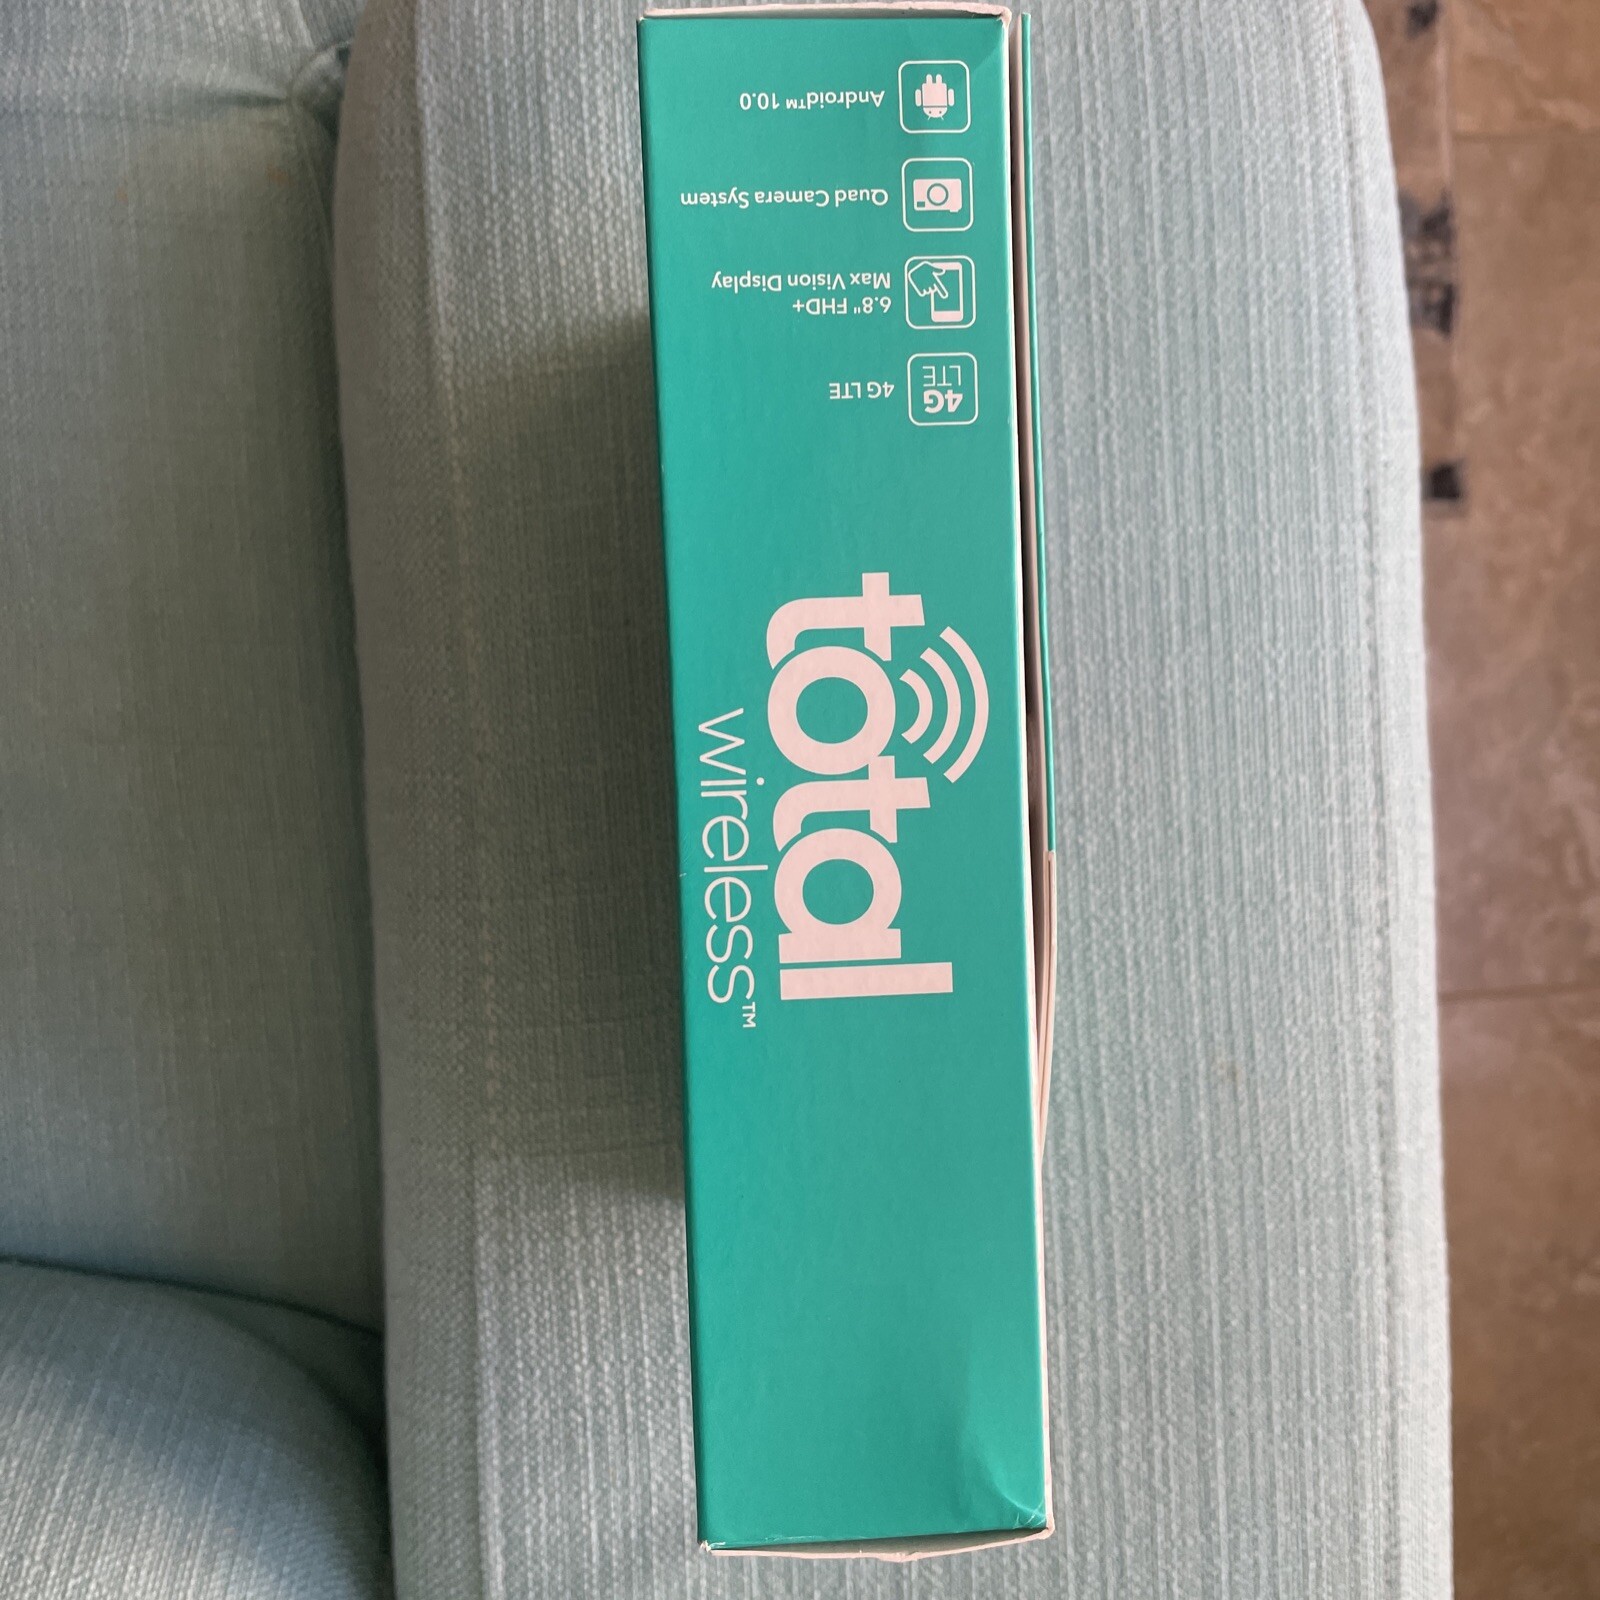 4G
LTE
4G LTE
6.8" FHD+
Max Vision Display
Quad Camera System
Android™ 10.0
total
wireless™